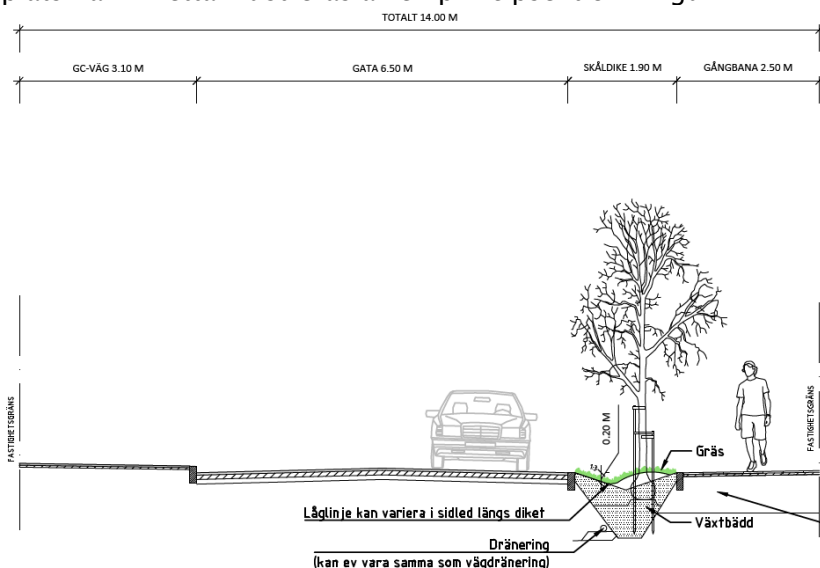 TOTALT 14.00 M
GC-VÄG 3.10 M
GATA 6.50 M
SKÅLDIKE 1.90 M
GÅNGBANA 2.50 M
FASTIGHETSGRÄNS
FASTIGHETSGRÄNS
0.20 M
Gräs
Låglinje kan variera i sidled längs diket
Växtbädd
Dränering
(kan ev vara samma som vägdränering)